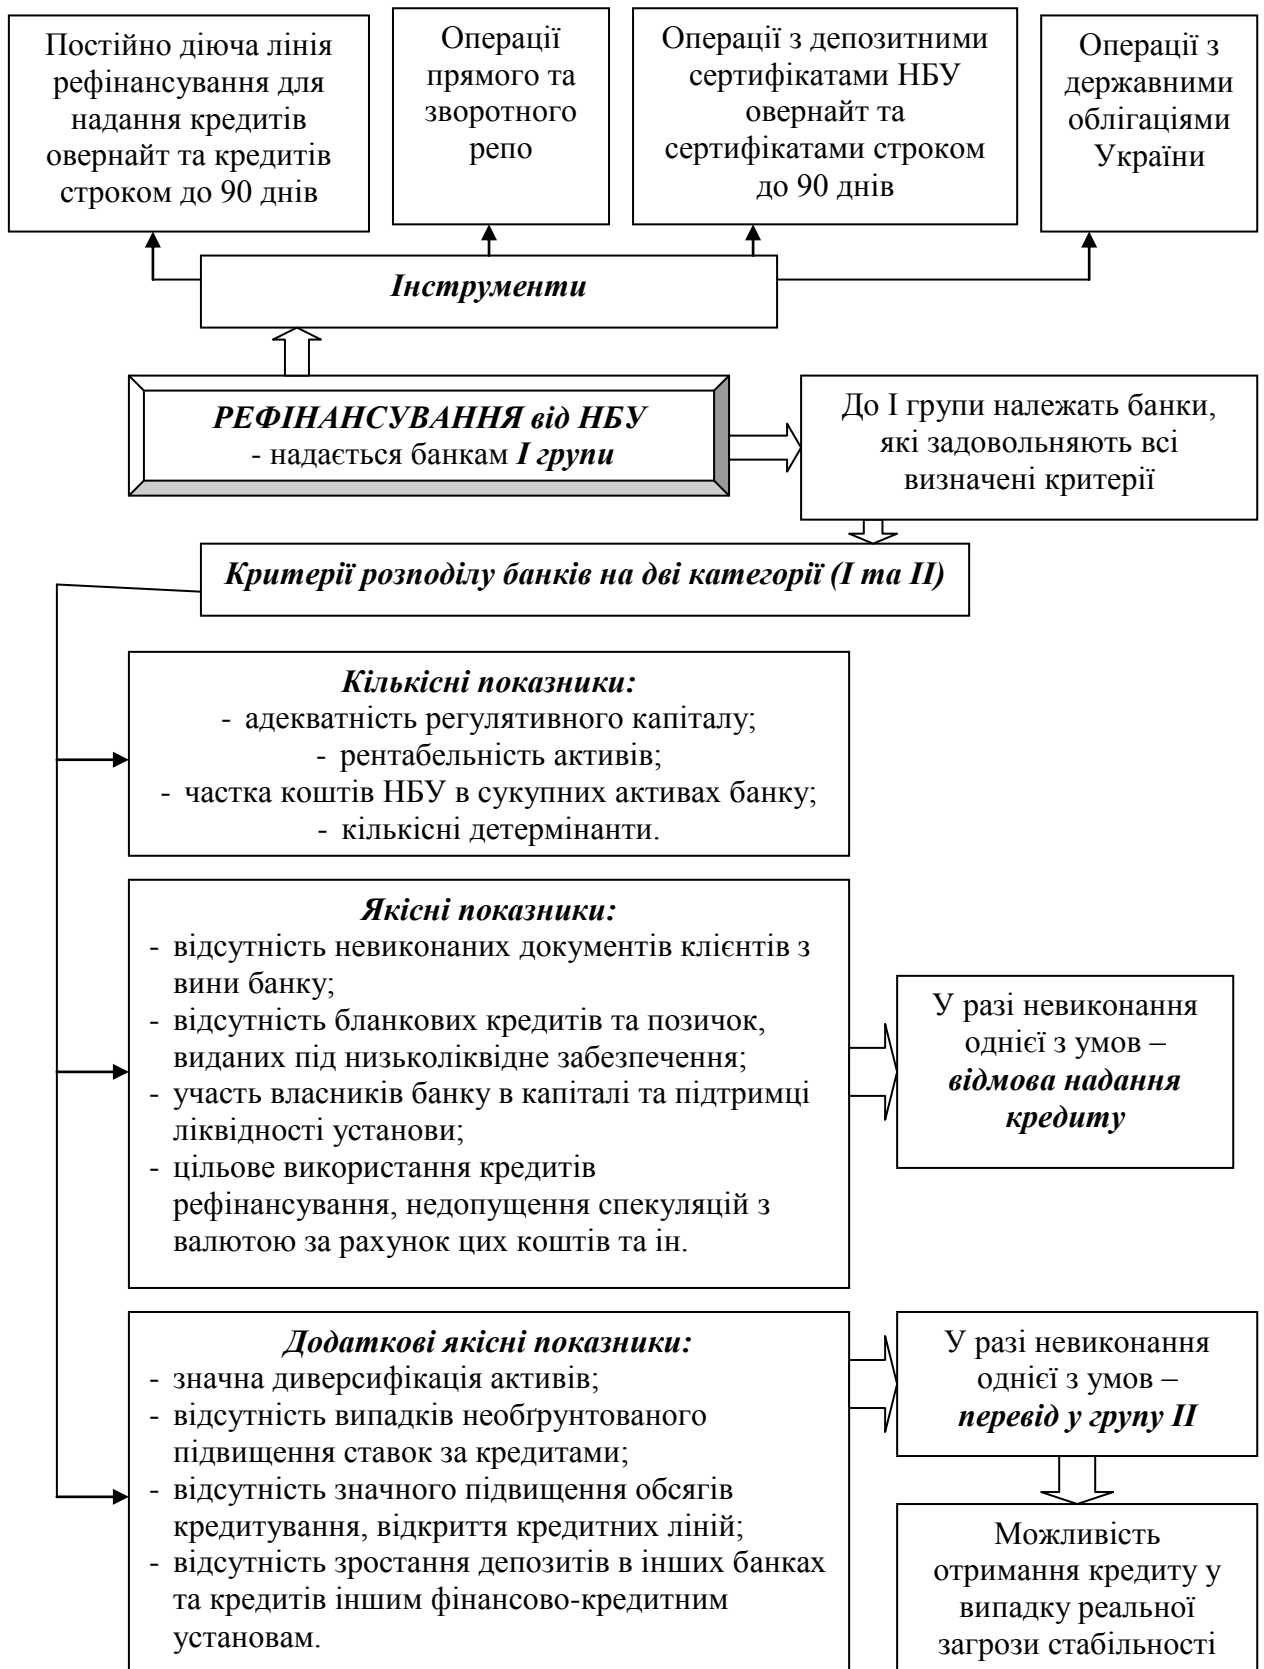 Постійно діюча лінія
рефінансування для
надання кредитів
овернайт та кредитів
строком до 90 днів
Операції
прямого та
зворотного
репо
Операції з депозитними
сертифікатами НБУ
овернайт та
сертифікатами строком
до 90 днів
Операції з
державними
облігаціями
України
Інструменти
РЕФІНАНСУВАННЯ від НБУ
- надається банкам І групи
До І групи належать банки,
які задовольняють всі
визначені критерії
Критерії розподілу банків на дві категорії (І та ІІ)
Кількісні показники:
- адекватність регулятивного капіталу;
- рентабельність активів;
- частка коштів НБУ в сукупних активах банку;
- кількісні детермінанти.
Якісні показники:
- відсутність невиконаних документів клієнтів з
вини банку;
- відсутність бланкових кредитів та позичок,
виданих під низьколіквідне забезпечення;
- участь власників банку в капіталі та підтримці
ліквідності установи;
- цільове використання кредитів
рефінансування, недопущення спекуляцій з
валютою за рахунок цих коштів та ін.
У разі невиконання
однієї з умов –
відмова надання
кредиту
Додаткові якісні показники:
- значна диверсифікація активів;
- відсутність випадків необґрунтованого
підвищення ставок за кредитами;
- відсутність значного підвищення обсягів
кредитування, відкриття кредитних ліній;
- відсутність зростання депозитів в інших банках
та кредитів іншим фінансово-кредитним
установам.
У разі невиконання
однієї з умов –
перевід у групу ІІ
Можливість
отримання кредиту у
випадку реальної
загрози стабільності